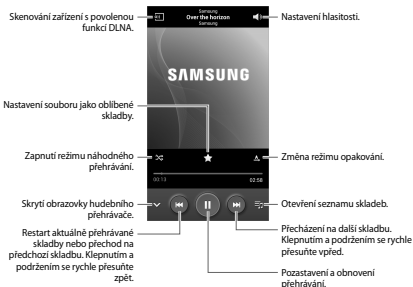 Skenování zařízení s povolenou
funkcí DLNA.
Samsung
Over the horizon
Samsung
Nastavení hlasitosti.
SAMSUNG
Nastavení souboru jako oblíbené
skladby.
Zapnutí režimu náhodného
přehrávání.
Změna režimu opakování.
00:13
02:58
Skrytí obrazovky hudebního
přehrávače.
Otevření seznamu skladeb.
Restart aktuálně přehrávané
skladby nebo přechod na
předchozí skladbu. Klepnutím a
podržením se rychle přesuňte
zpět.
Přecházení na další skladbu.
Klepnutím a podržením se rychle
přesuňte vpřed.
Pozastavení a obnovení
přehrávání.